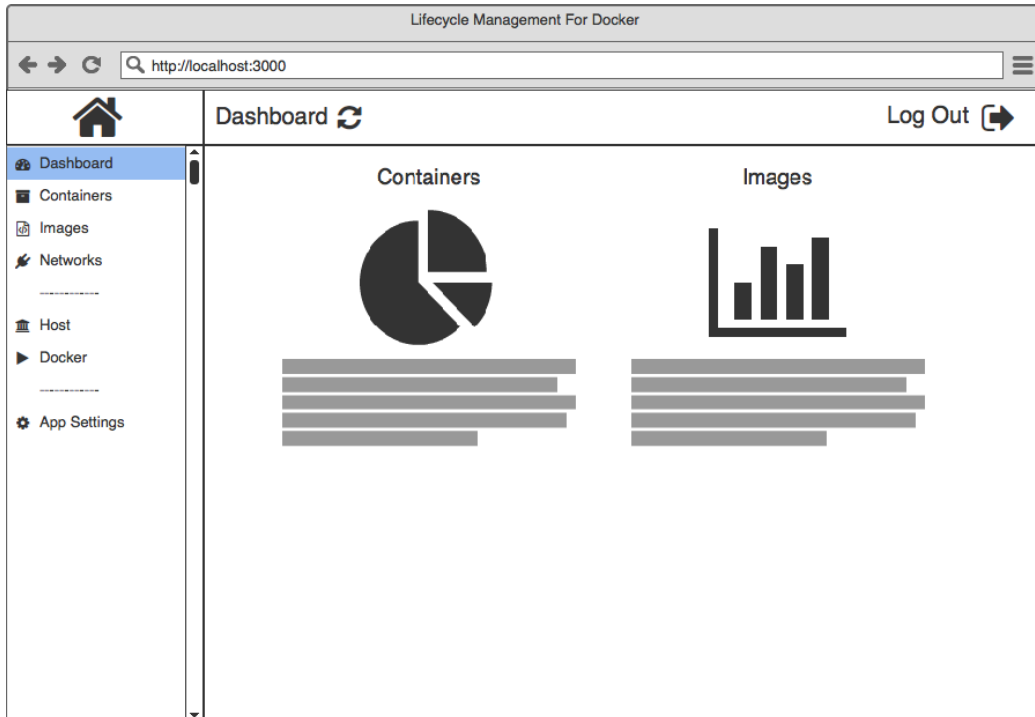 Lifecycle Management For Docker
http://localhost:3000
Dashboard
Log Out
Dashboard
Containers
Images
Networks
------------
Host
Docker
------------
App Settings
Containers
Images